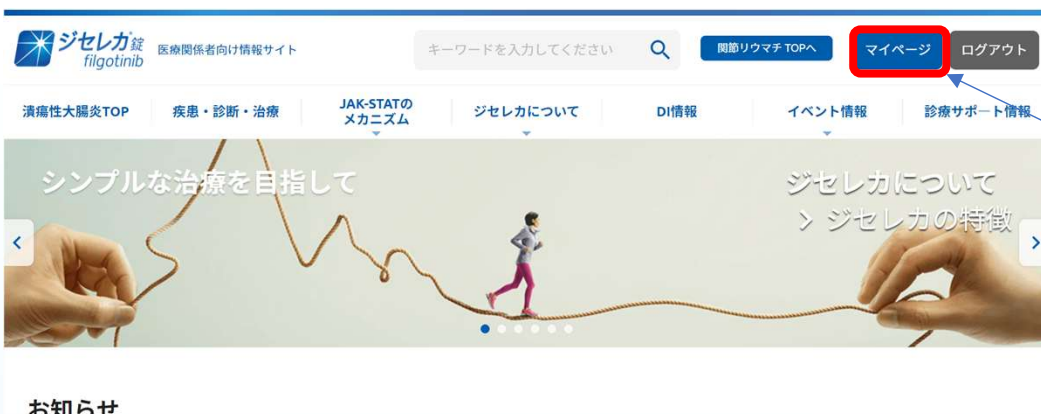 ジセレカ錠
filgotinib
医療関係者向け情報サイト
キーワードを入力してください
関節リウマチ TOPへ
マイページ
ログアウト
潰瘍性大腸炎TOP
疾患・診断・治療
JAK-STATの
メカニズム
ジセレカについて
DI情報
イベント情報
診療サポート情報
シンプルな治療を目指して
ジセレカについて
> ジセレカの特徴
お知らせ